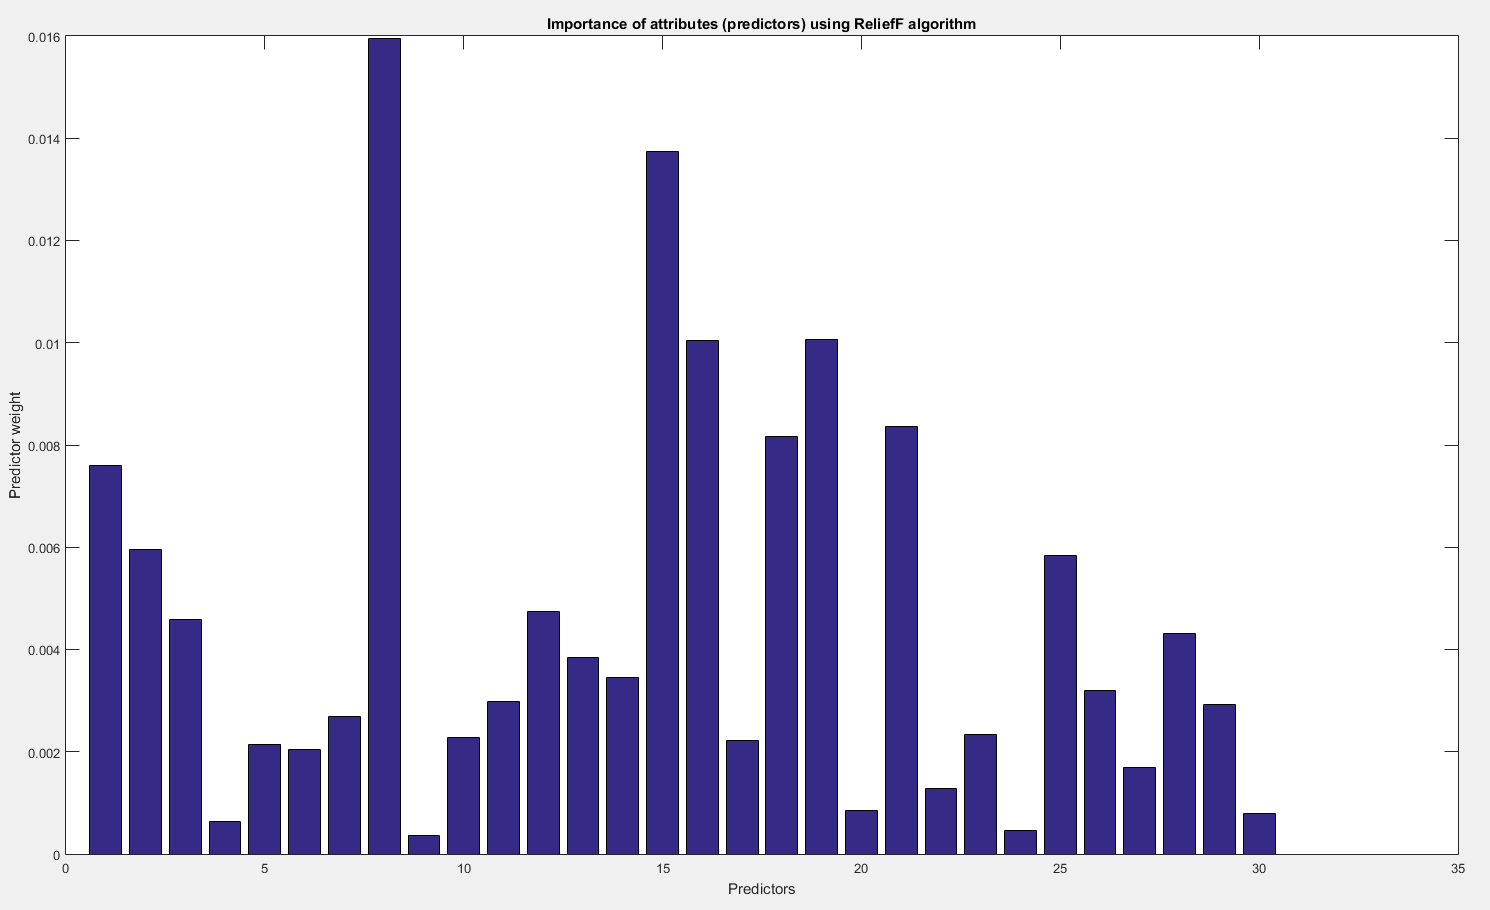 Importance of attributes (predictors) using ReliefF algorithm
0.016
0.014
0.012
0.01
0.008
0.006
0.004
0.002
0
Predictor weight
0 5 10 15 20 25 30 35
Predictors